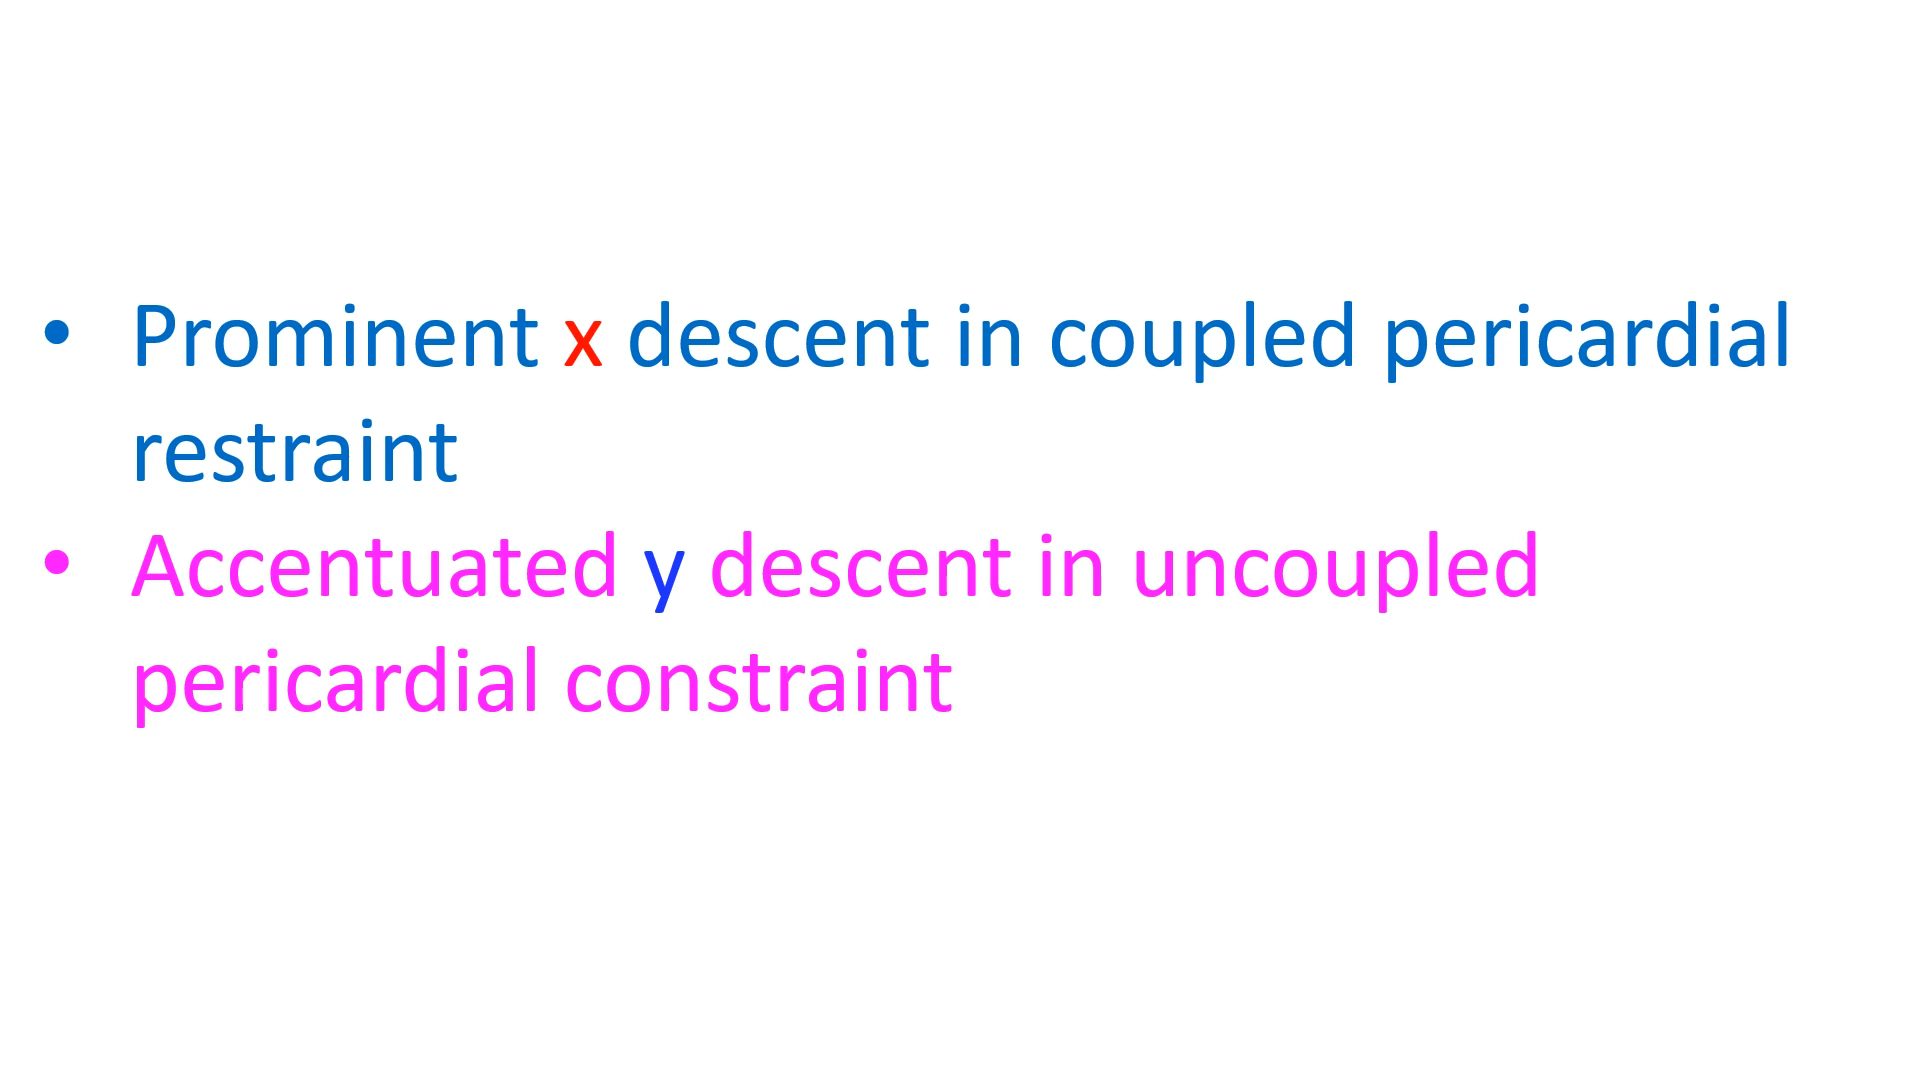 • Prominent x descent in coupled pericardial
restraint
• Accentuated y descent in uncoupled
pericardial constraint